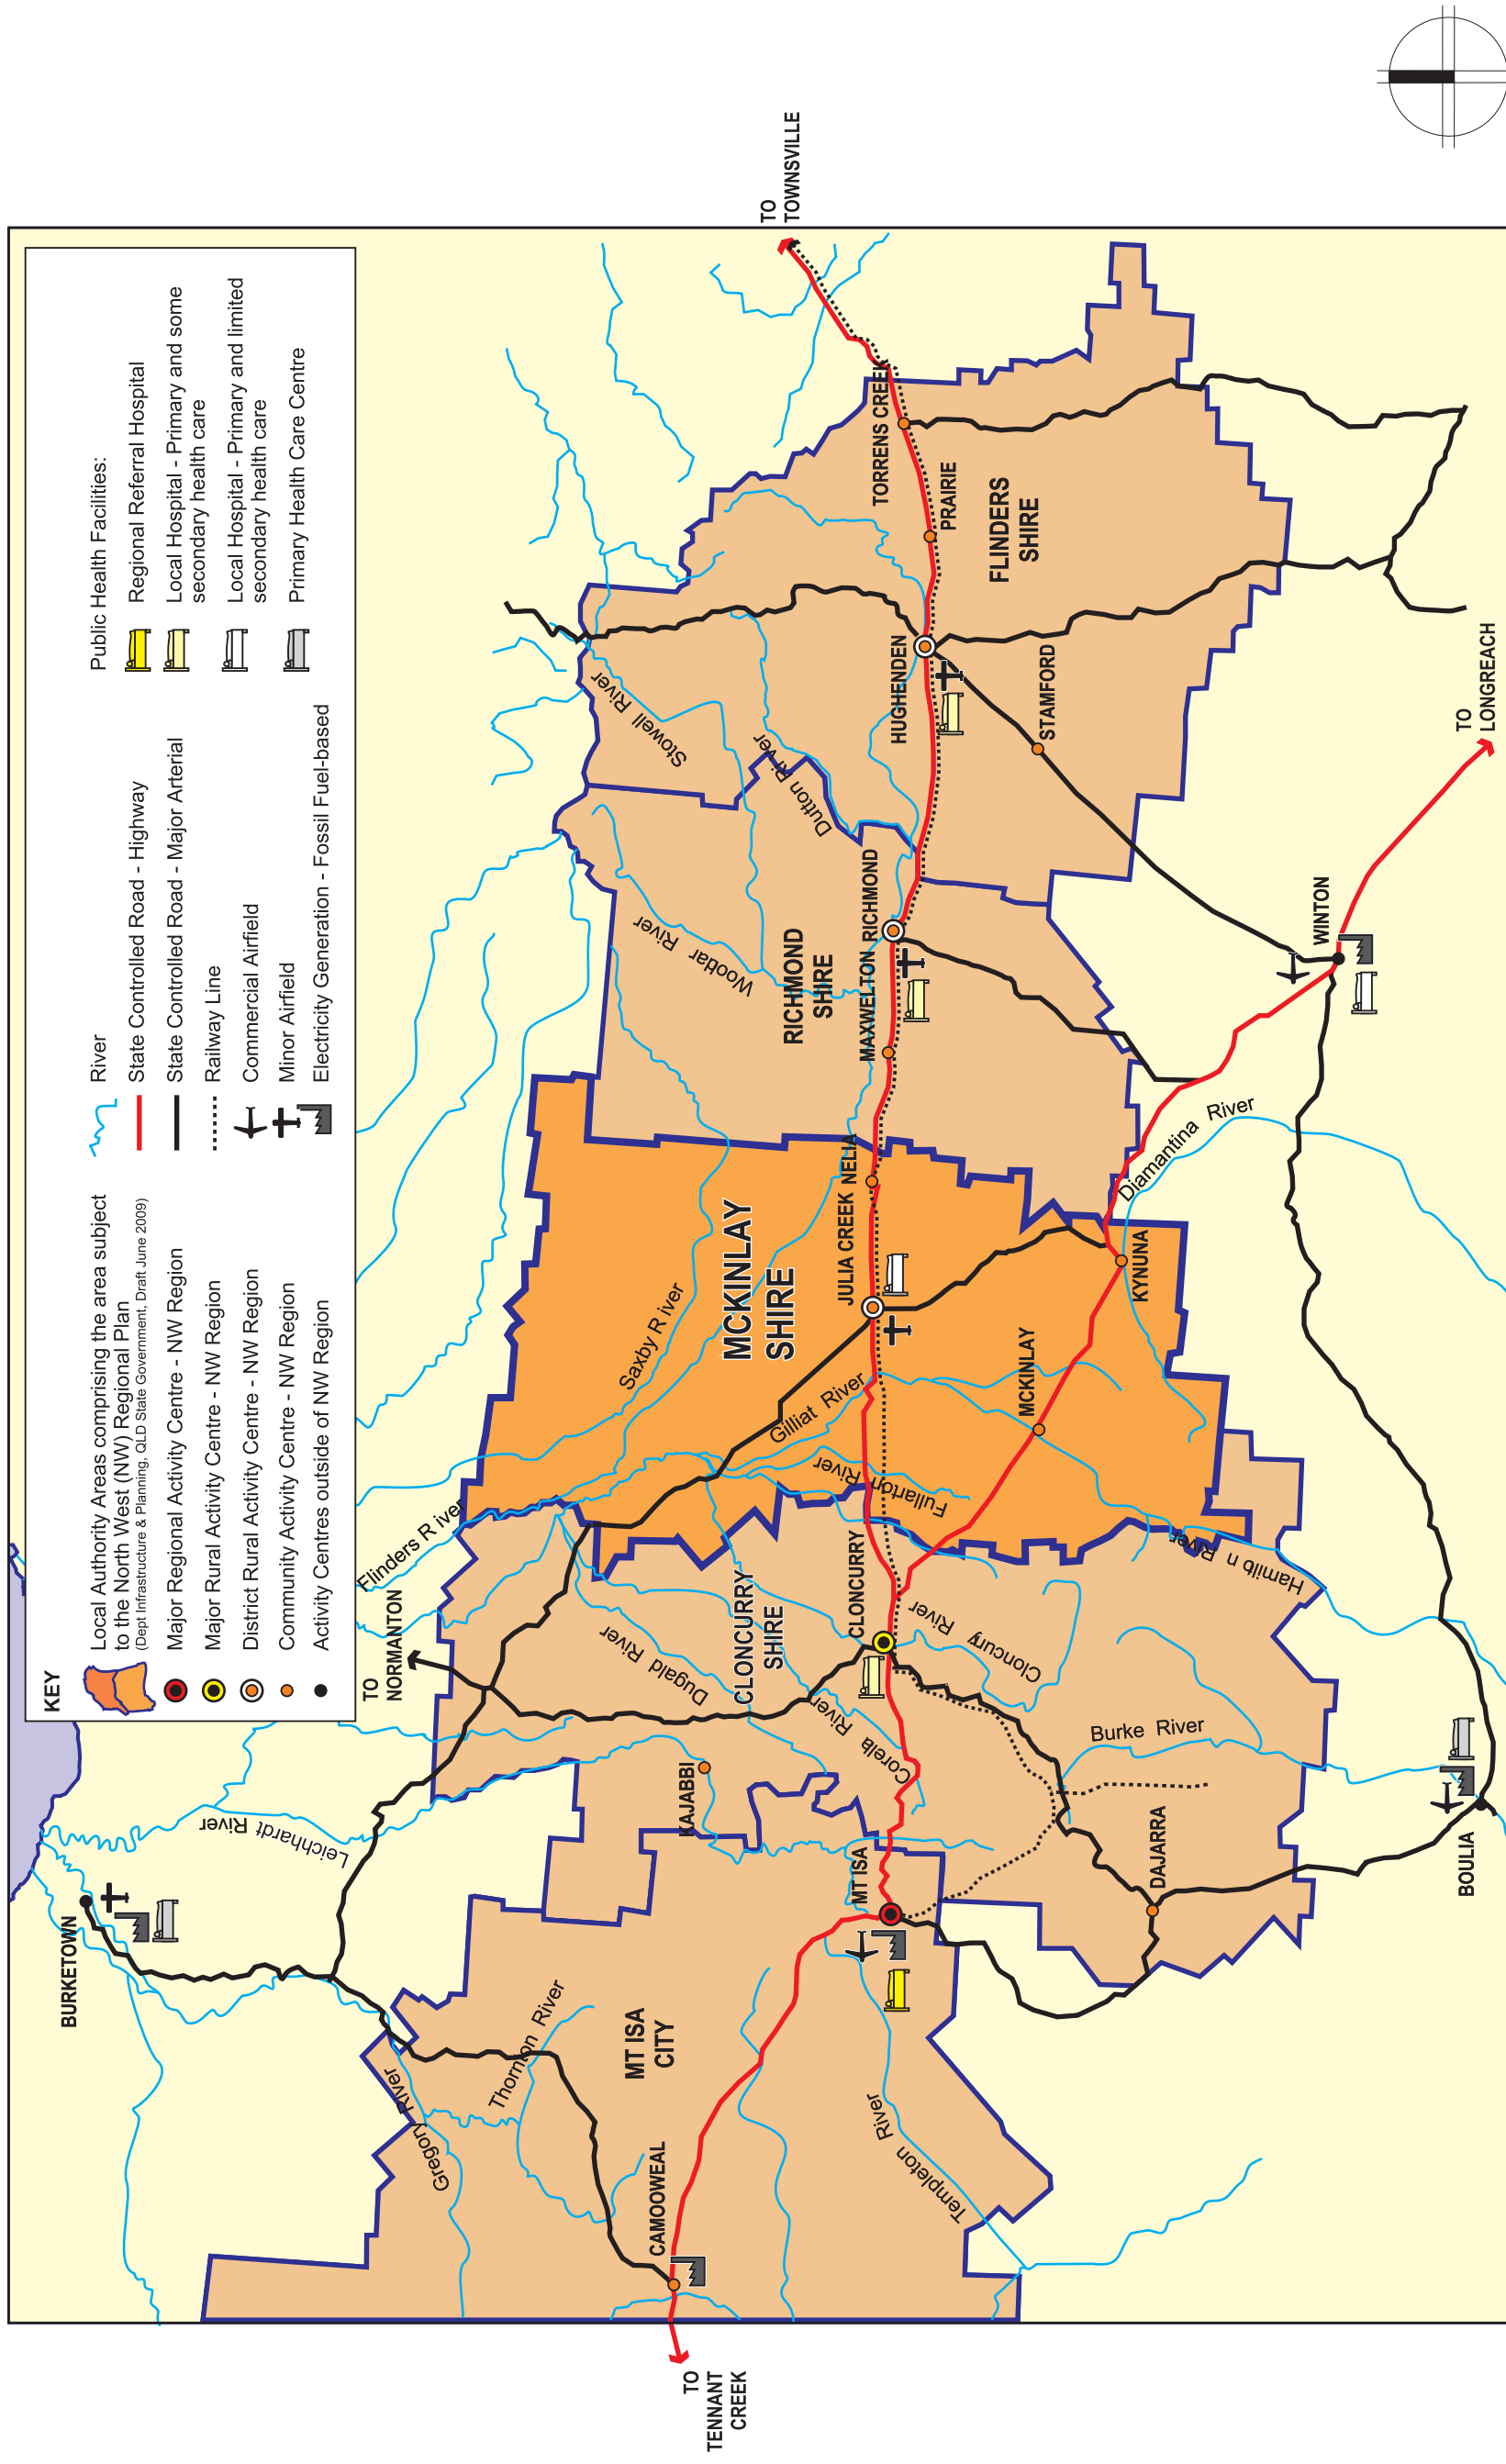 KEY
Local Authority Areas comprising the area subject
to the North West (NW) Regional Plan
(Dept Infrastructure & Planning, QLD State Government, Draft June 2009)
Major Regional Activity Centre - NW Region
Major Rural Activity Centre - NW Region
District Rural Activity Centre - NW Region
Community Activity Centre - NW Region
Activity Centres outside of NW Region
River
State Controlled Road - Highway
State Controlled Road - Major Arterial
Railway Line
Commercial Airfield
Minor Airfield
Electricity Generation - Fossil Fuel-based
Public Health Facilities:
Regional Referral Hospital
Local Hospital - Primary and some
secondary health care
Local Hospital - Primary and limited
secondary health care
Primary Health Care Centre
BURKETOWN
Leichhardt River
TO
NORMANTON
Flinders River
Gregory River
Thornton River
MT ISA
CITY
CAMOOWEAL
TO
TENNANT
CREEK
Templeton River
MT ISA
KAJABBI
Dugald River
CLONCURRY
SHIRE
Corella River
CLONCURRY
Cloncury River
Burke River
DAJARRA
BOULIA
Hamilton River
Fullarton River
Gilliat River
Saxby River
MCKINLAY
SHIRE
JULIA CREEK
NELIA
MCKINLAY
KYNUNA
Diamantina River
Woolar River
RICHMOND
SHIRE
MAXWELTON
RICHMOND
WINTON
TO
LONGREACH
Stowell River
Dutton River
HUGHENDEN
STAMFORD
FLINDERS
SHIRE
PRAIRIE
TORRENS CREEK
TO
TOWNSVILLE